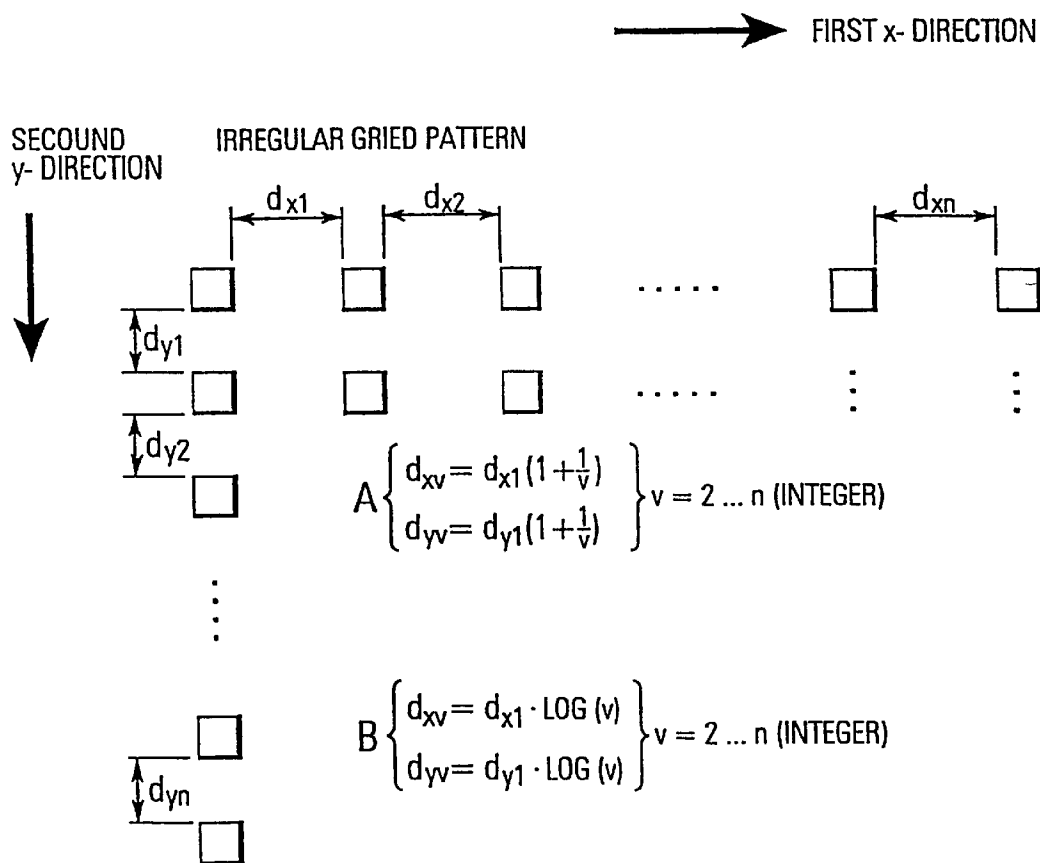 FIRST x- DIRECTION
SECOUND
y- DIRECTION
IRREGULAR GRIED PATTERN
dx1
dx2
dxn
dy1
dy2
A { dxv = dx1 (1 + 1/v)
dyv = dy1 (1 + 1/v) } v = 2 ... n (INTEGER)
B { dxv = dx1 · LOG (v)
dyv = dy1 · LOG (v) } v = 2 ... n (INTEGER)
dyn